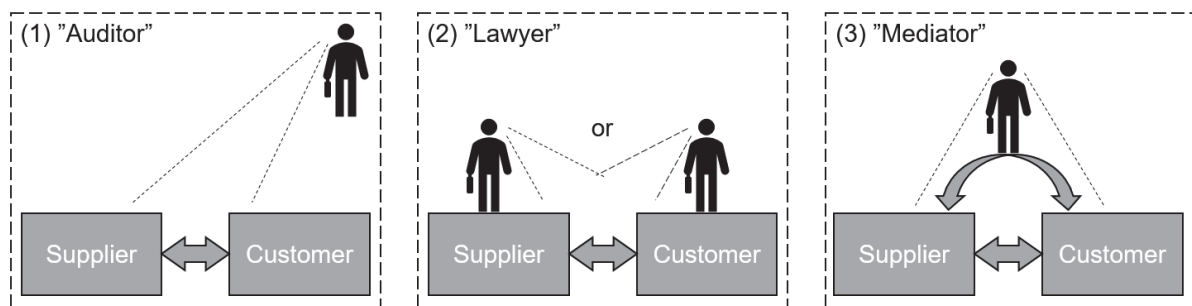 (1) ”Auditor”
(2) ”Lawyer”
(3) ”Mediator”
or
Supplier
Customer
Supplier
Customer
Supplier
Customer